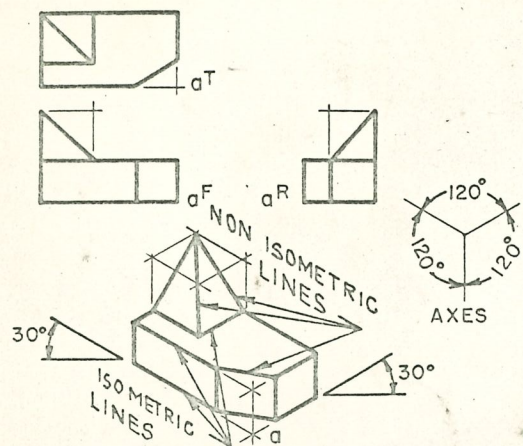 aT
aF
aR
NON ISOMETRIC
LINES
120°
120°
120°
AXES
30°
30°
ISOMETRIC
LINES
a